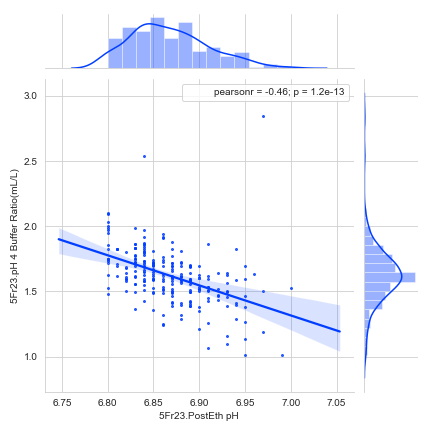 pearsonr = -0.46; p = 1.2e-13
3.0
2.5
2.0
1.5
1.0
5Fr23.pH 4 Buffer Ratio(mL/L)
6.75 6.80 6.85 6.90 6.95 7.00 7.05
5Fr23.PostEth pH